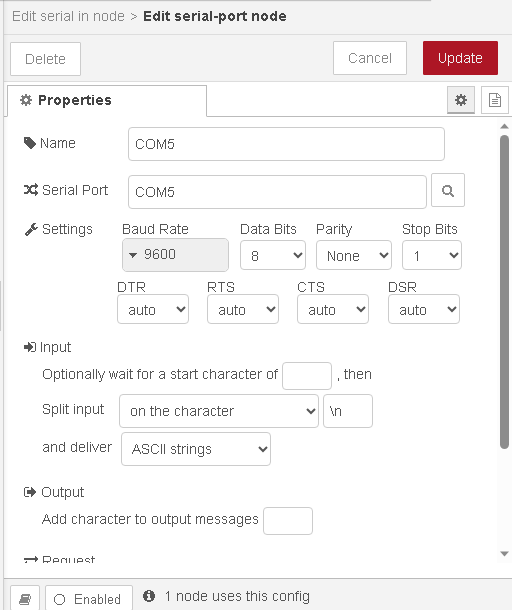 Edit serial in node > Edit serial-port node
Delete
Cancel
Update
Properties
Name
COM5
Serial Port
COM5
Settings
Baud Rate
Data Bits
Parity
Stop Bits
9600
8
None
1
DTR
RTS
CTS
DSR
auto
auto
auto
auto
Input
Optionally wait for a start character of , then
Split input
on the character
\n
and deliver
ASCII strings
Output
Add character to output messages
Request
Enabled
1 node uses this config